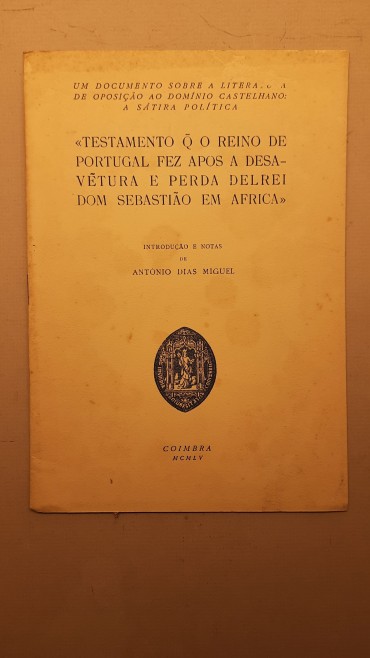 UM DOCUMENTO SOBRE A
DE OPOSIÇÃO AO DOMÍNIO CASTELHANO:
A SÁTIRA POLÍTICA
«TESTAMENTO Q̃ O REINO DE
PORTUGAL FEZ APOS A DESA-
VẼTURA E PERDA DELREI
DOM SEBASTIÃO EM AFRICA»
INTRODUÇÃO E NOTAS
DE
ANTÓNIO DIAS MIGUEL
COIMBRA
MCMLV